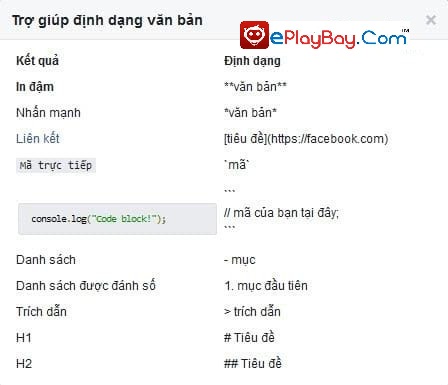 Trợ giúp định dạng văn bản
ePlayBay.Com
×
Kết quả Định dạng
In đậm **văn bản**
Nhấn mạnh *văn bản*
Liên kết [tiêu đề](https://facebook.com)
Mã trực tiếp `mã`
```
console.log("Code block!"); // mã của bạn tại đây;
```
Danh sách - mục
Danh sách được đánh số 1. mục đầu tiên
Trích dẫn > trích dẫn
H1 # Tiêu đề
H2 ## Tiêu đề